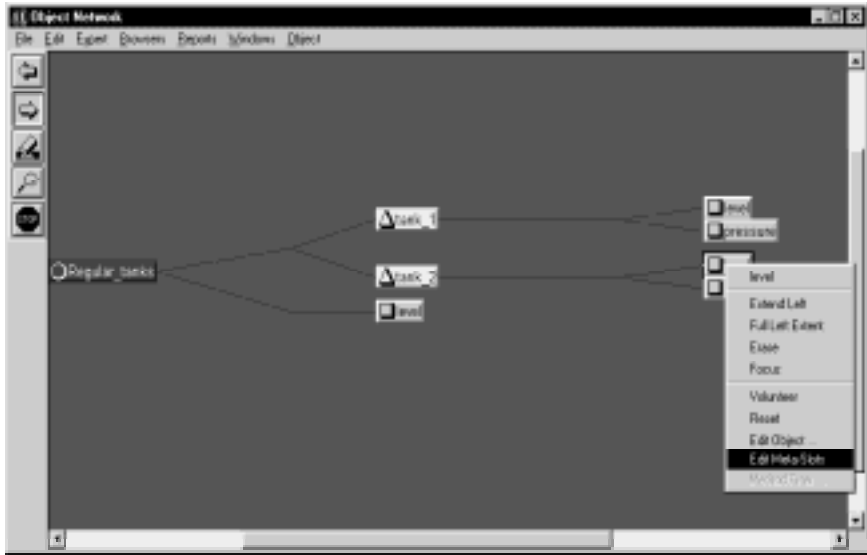 Object Network
File Edit Expert Browsers Reports Windows Object
STOP
level
tank_1
pressure
Regular_tanks
tank_2
level
level
Extend Left
Full Left Extent
Erase
Focus
Volunteer
Reset
Edit Object ...
Edit Meta-Slots